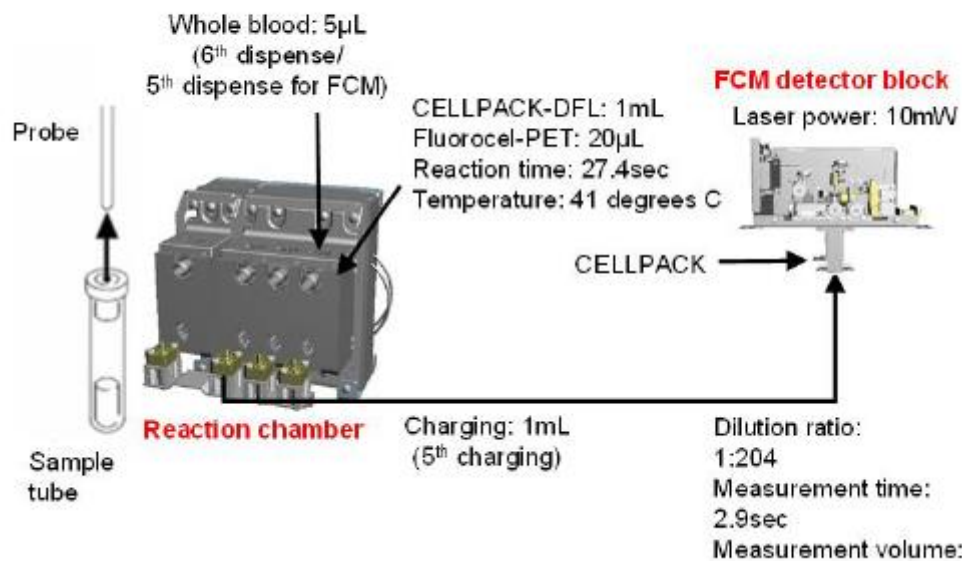 Whole blood: 5µL
(6th dispense/
5th dispense for FCM)
Probe
CELLPACK-DFL: 1mL
Fluorocel-PET: 20µL
Reaction time: 27.4sec
Temperature: 41 degrees C
FCM detector block
Laser power: 10mW
CELLPACK
Reaction chamber
Sample
tube
Charging: 1mL
(5th charging)
Dilution ratio:
1:204
Measurement time:
2.9sec
Measurement volume: